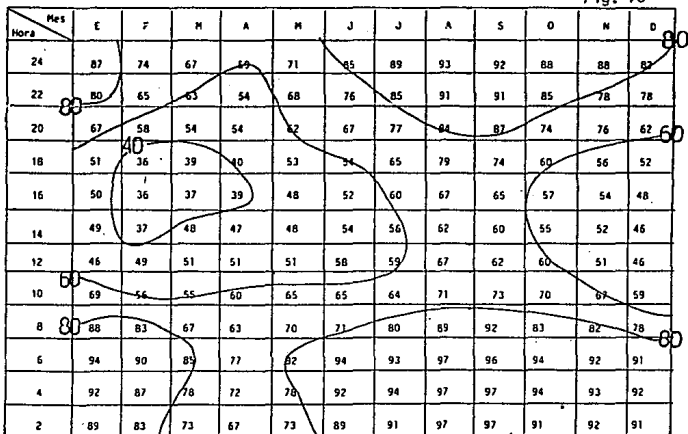 Fig. 10
Mes
Hora
E F M A M J J A S O N D
80
24 87 74 67 59 71 85 89 93 92 88 88 83
22 80 65 63 54 68 76 85 91 91 85 78 78
80
20 67 58 54 54 62 67 77 84 87 74 76 62
60
40
18 51 36 39 40 53 54 65 79 74 60 56 52
16 50 36 37 39 48 52 60 67 65 57 54 48
14 49 37 48 47 48 54 56 62 60 55 52 46
12 46 49 51 51 51 58 59 67 62 60 51 46
60
10 69 56 55 60 65 65 64 71 73 70 67 59
80
8 88 83 67 63 70 71 80 89 92 83 82 78
80
6 94 90 85 77 82 94 93 97 96 94 92 91
4 92 87 78 72 78 92 94 97 97 94 93 92
2 89 83 73 67 73 89 91 97 97 91 92 91